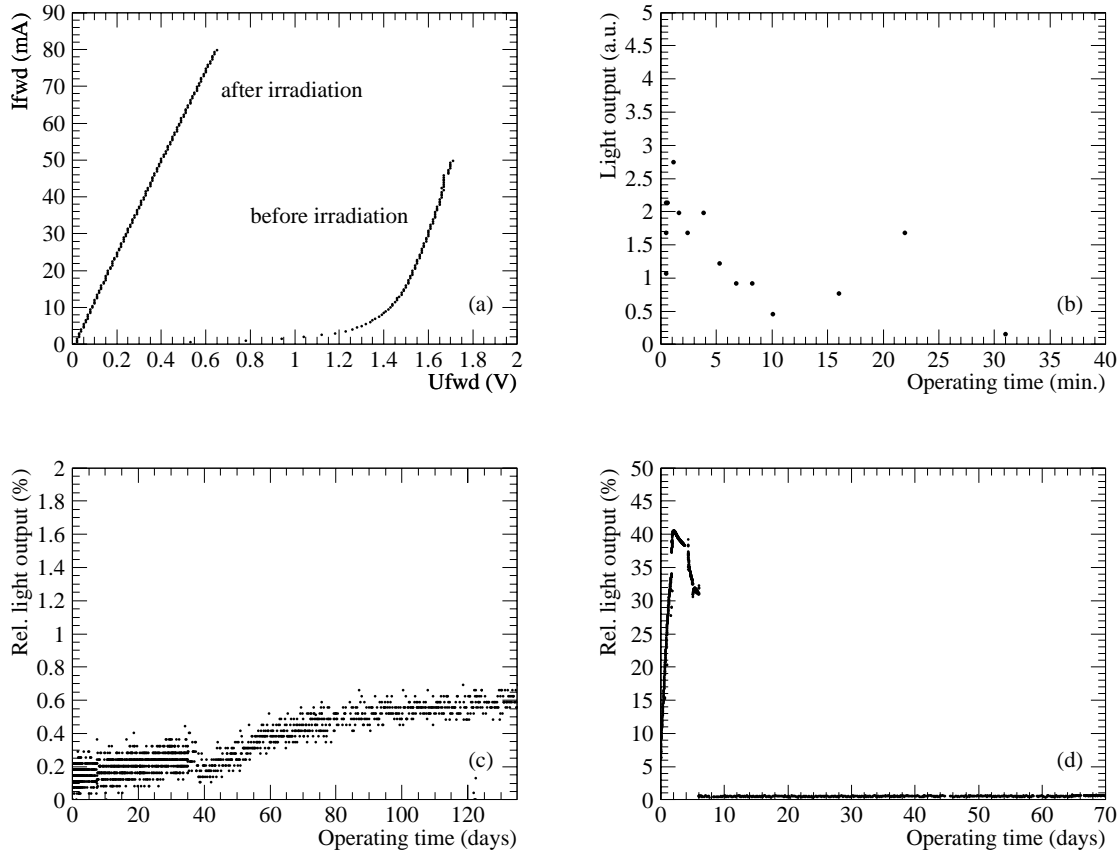 Ifwd (mA)
90
80
70
60
50
40
30
20
10
0
after irradiation
before irradiation
(a)
0 0.2 0.4 0.6 0.8 1 1.2 1.4 1.6 1.8 2
Ufwd (V)
Light output (a.u.)
5
4.5
4
3.5
3
2.5
2
1.5
1
0.5
0
(b)
0 5 10 15 20 25 30 35 40
Operating time (min.)
Rel. light output (%)
2
1.8
1.6
1.4
1.2
1
0.8
0.6
0.4
0.2
0
(c)
0 20 40 60 80 100 120
Operating time (days)
Rel. light output (%)
50
45
40
35
30
25
20
15
10
5
0
(d)
0 10 20 30 40 50 60 70
Operating time (days)